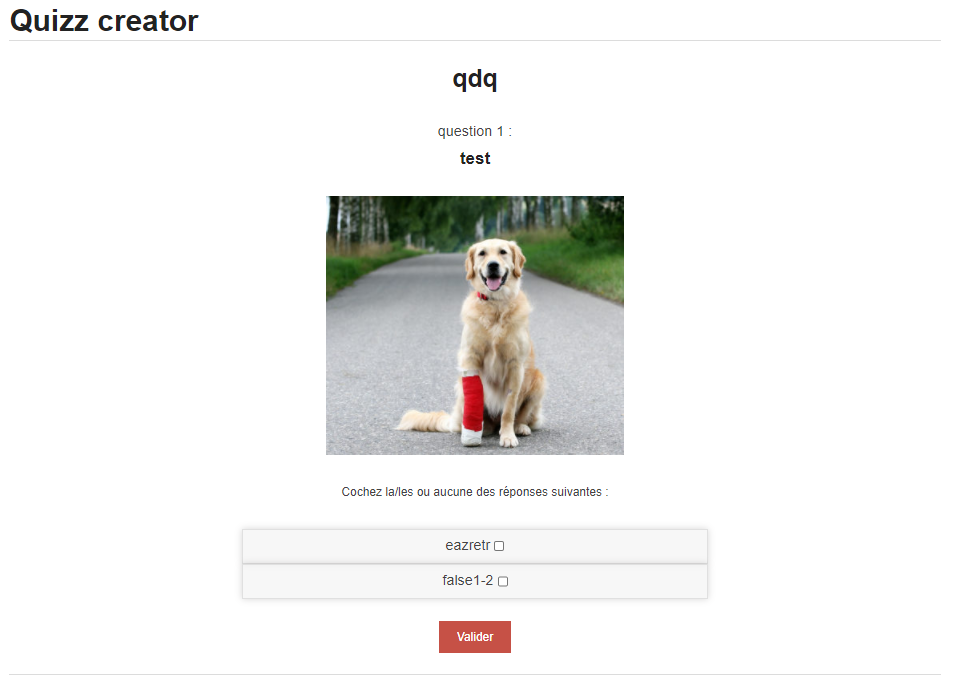 Quizz creator
qdq
question 1 :
test
Cochez la/les ou aucune des réponses suivantes :
eazretr
false1-2
Valider